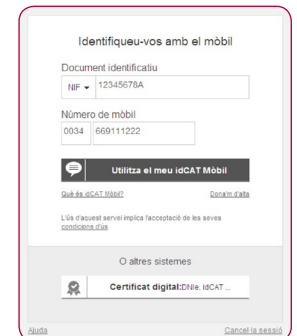 Identifiqueu-vos amb el mòbil
Document identificatiu
NIF 12345678A
Número de mòbil
0034 669111222
Utilitza el meu idCAT Mòbil
Què és idCAT Mòbil? Dona'm d'alta
L'ús d'aquest servei implica l'acceptació de les seves
condicions d'ús
O altres sistemes
Certificat digital:DNIe, idCAT ...
Ajuda Cancel·la sessió